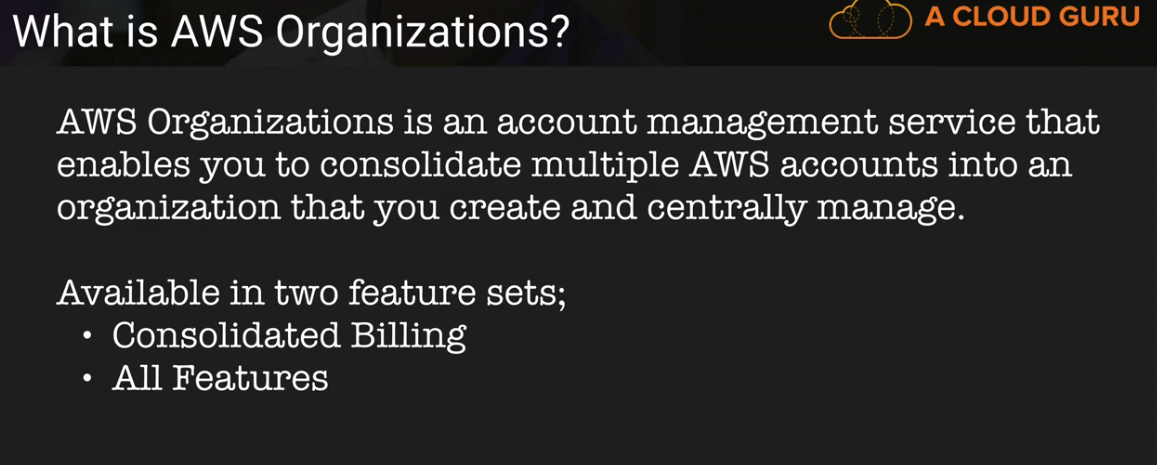 What is AWS Organizations?
A CLOUD GURU
AWS Organizations is an account management service that
enables you to consolidate multiple AWS accounts into an
organization that you create and centrally manage.
Available in two feature sets;
• Consolidated Billing
• All Features